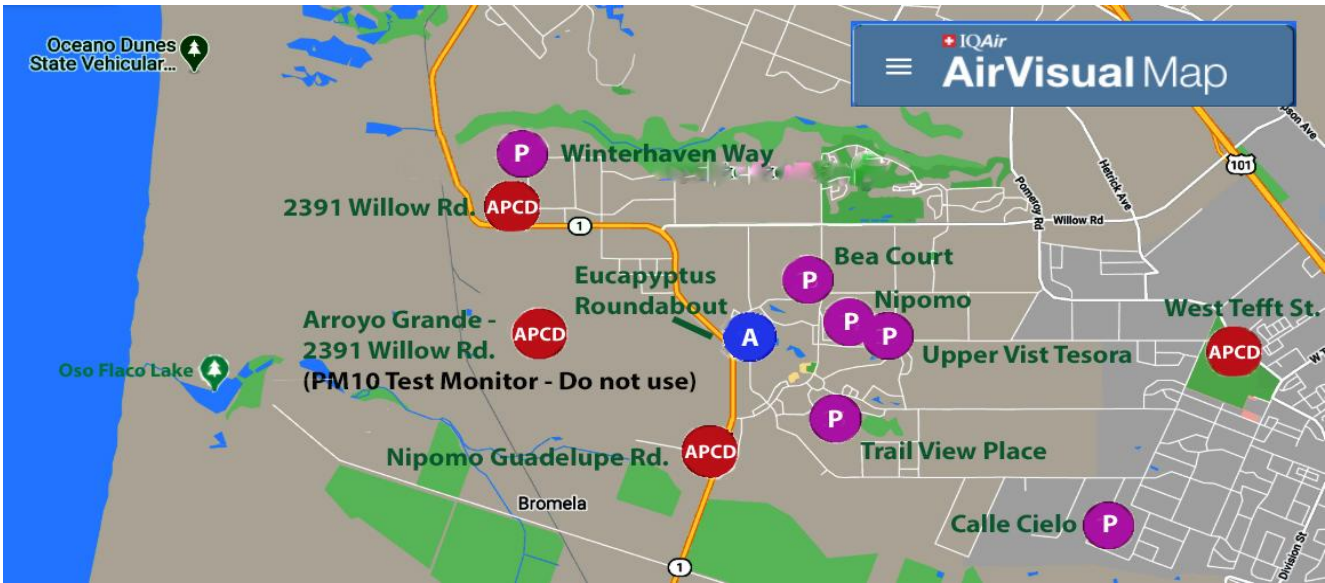 Oceano Dunes
State Vehicular...
IQAir
AirVisual Map
son Ave
101
P
Winterhaven Way
Hetrick Ave
Pomeroy Rd
2391 Willow Rd.
APCD
1
Willow Rd
Bea Court
P
Eucapyptus
Roundabout
Nipomo
P
West Tefft St.
Arroyo Grande -
2391 Willow Rd.
(PM10 Test Monitor - Do not use)
APCD
A
P
Upper Vist Tesora
APCD
W T
Oso Flaco Lake
P
Trail View Place
Nipomo Guadelupe Rd.
APCD
Bromela
Calle Cielo
P
Division St
1